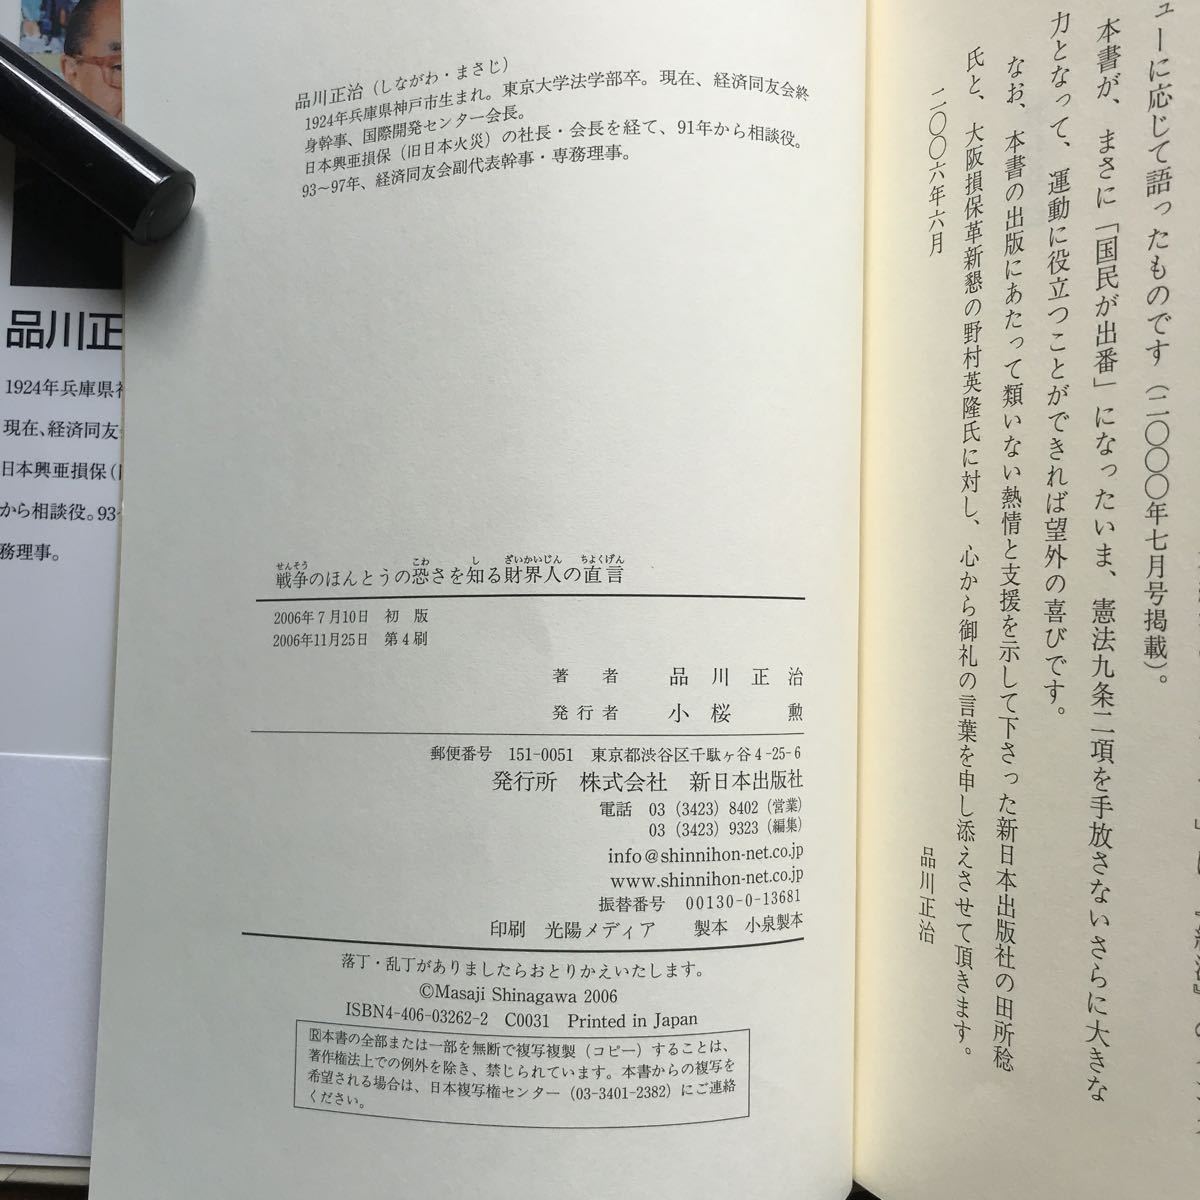 ューに応じて語ったものです（二〇〇〇年七月号掲載）。
本書が、まさに「国民が出番」になったいま、憲法九条二項を手放さないさらに大きな
力となって、運動に役立つことができれば望外の喜びです。
なお、本書の出版にあたって類いない熱情と支援を示して下さった新日本出版社の田所稔
氏と、大阪損保革新懇の野村英隆氏に対し、心から御礼の言葉を申し添えさせて頂きます。
二〇〇六年六月
品川正治
品川正治（しながわ・まさじ）
1924年兵庫県神戸市生まれ。東京大学法学部卒。現在、経済同友会終
身幹事、国際開発センター会長。
日本興亜損保（旧日本火災）の社長・会長を経て、91年から相談役。
93〜97年、経済同友会副代表幹事・専務理事。
せんそう こわ し ざいかいじん ちよくげん
戦争のほんとうの恐さを知る財界人の直言
2006年7月10日 初 版
2006年11月25日 第4刷
著 者 品川正治
発行者 小桜 勲
郵便番号 151-0051 東京都渋谷区千駄ヶ谷4-25-6
発行所 株式会社 新日本出版社
電話 03（3423）8402（営業）
03（3423）9323（編集）
info@shinnihon-net.co.jp
www.shinnihon-net.co.jp
振替番号 00130-0-13681
印刷 光陽メディア 製本 小泉製本
落丁・乱丁がありましたらおとりかえいたします。
©Masaji Shinagawa 2006
ISBN4-406-03262-2 C0031 Printed in Japan
Ⓡ本書の全部または一部を無断で複写複製（コピー）することは、
著作権法上での例外を除き、禁じられています。本書からの複写を
希望される場合は、日本複写権センター（03-3401-2382）にご連絡
ください。
品川正
1924年兵庫県神
現在、経済同友
日本興亜損保（
から相談役。93
務理事。